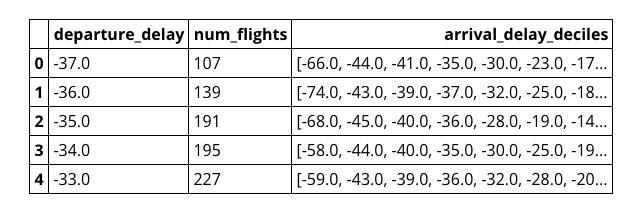 departure_delay num_flights arrival_delay_deciles
0 -37.0 107 [-66.0, -44.0, -41.0, -35.0, -30.0, -23.0, -17...
1 -36.0 139 [-74.0, -43.0, -39.0, -37.0, -32.0, -25.0, -18...
2 -35.0 191 [-68.0, -45.0, -40.0, -36.0, -28.0, -19.0, -14...
3 -34.0 195 [-58.0, -44.0, -40.0, -35.0, -30.0, -25.0, -19...
4 -33.0 227 [-59.0, -43.0, -39.0, -36.0, -32.0, -28.0, -20...